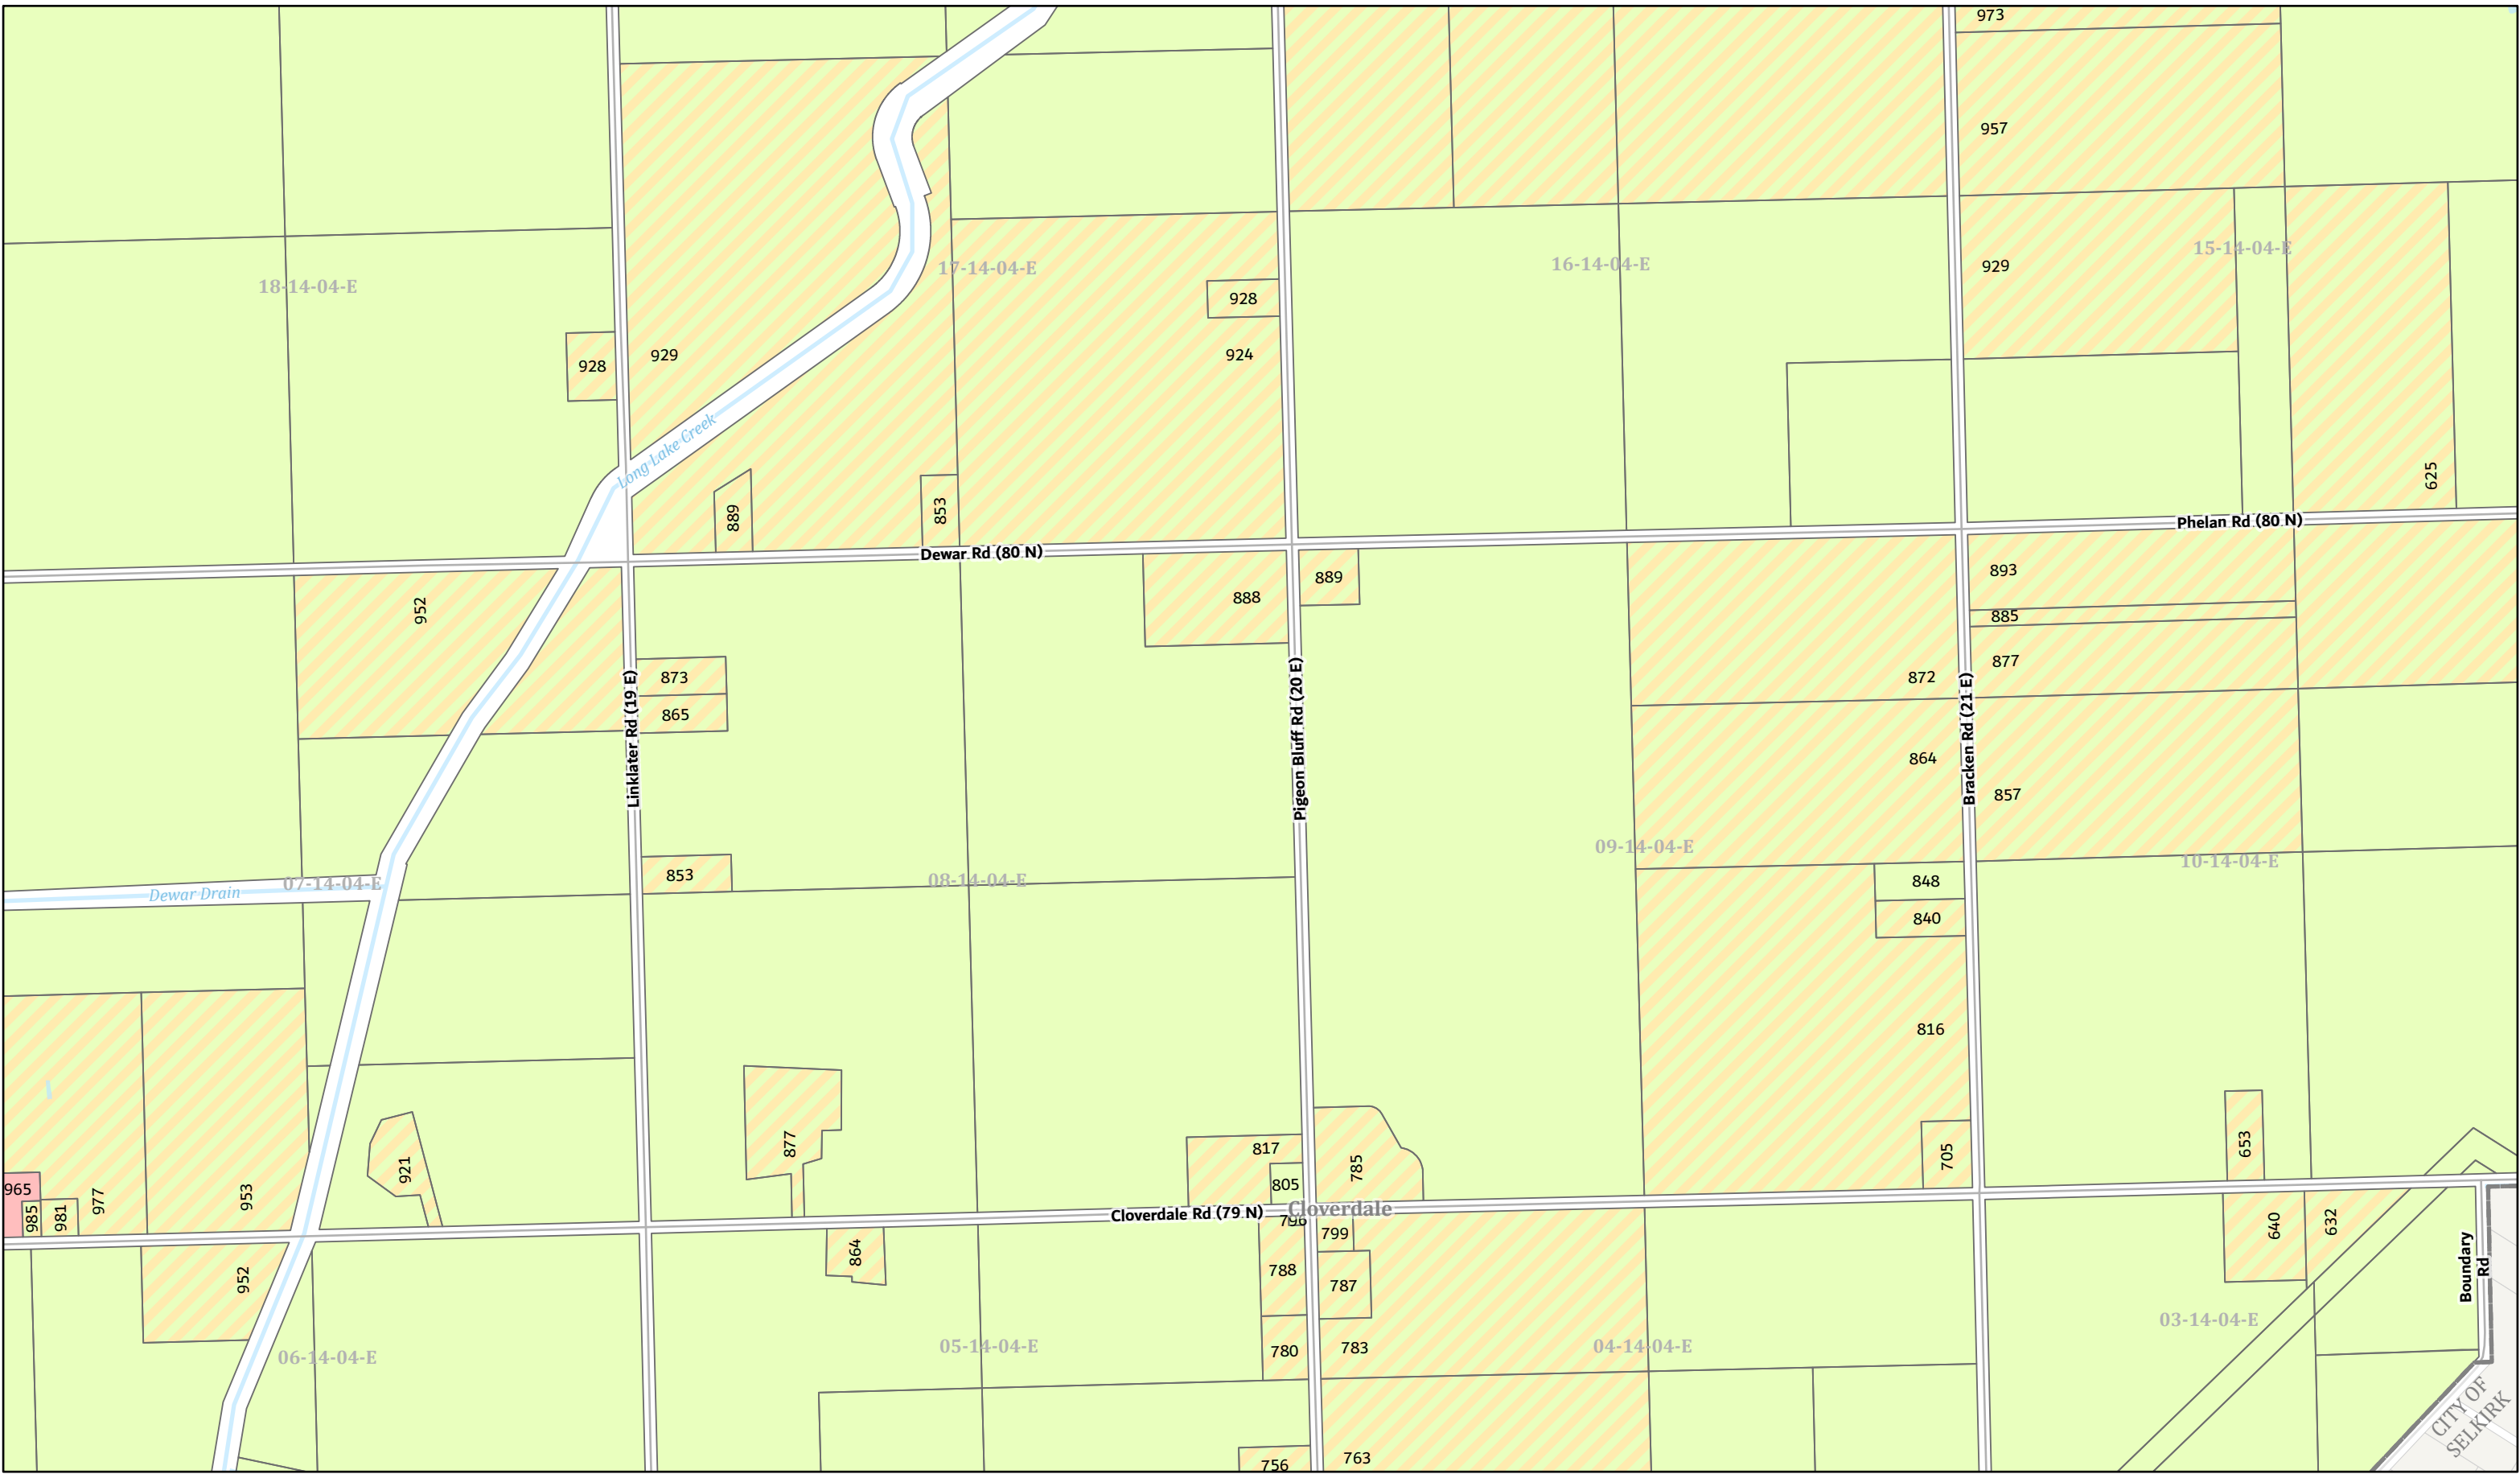 973
957
929
15-14-04-E
16-14-04-E
17-14-04-E
18-14-04-E
928
924
928
929
Long Lake Creek
889
853
625
Dewar Rd (80 N)
Phelan Rd (80 N)
952
888
889
893
885
877
872
873
865
Linklater Rd (19 E)
Pigeon Bluff Rd (20 E)
Bracken Rd (21 E)
864
857
09-14-04-E
10-14-04-E
853
08-14-04-E
07-14-04-E
Dewar Drain
848
840
816
921
877
817
805
785
705
653
965
985
981
977
953
Cloverdale Rd (79 N)
Cloverdale
796
799
864
788
787
640
632
Boundary
Rd
952
780
783
06-14-04-E
05-14-04-E
04-14-04-E
03-14-04-E
CITY OF
SELKIRK
756
763